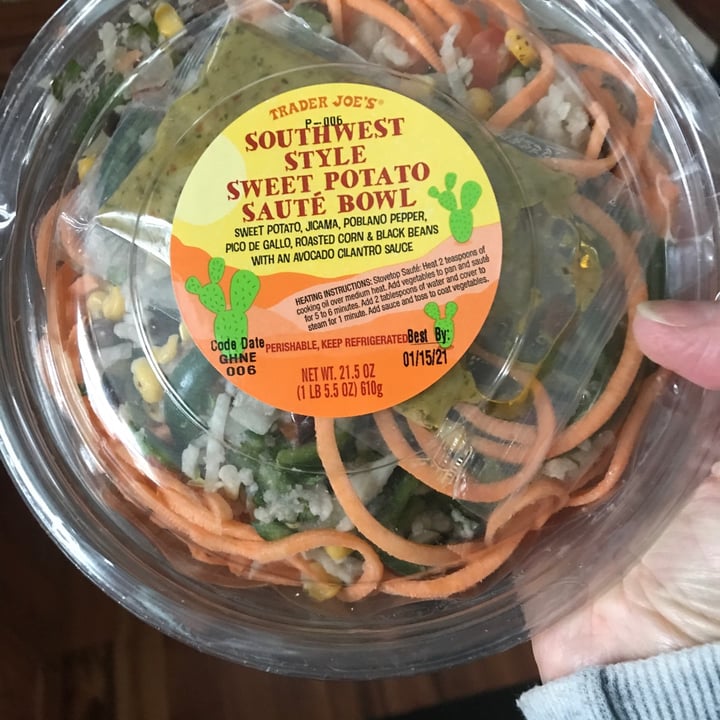 TRADER JOE'S®
P-006
SOUTHWEST
STYLE
SWEET POTATO
SAUTÉ BOWL
SWEET POTATO, JICAMA, POBLANO PEPPER,
PICO DE GALLO, ROASTED CORN & BLACK BEANS
WITH AN AVOCADO CILANTRO SAUCE
HEATING INSTRUCTIONS: Stovetop Sauté: Heat 2 teaspoons of
cooking oil over medium heat. Add vegetables to pan and sauté
for 5 to 6 minutes. Add 2 tablespoons of water and cover to
steam for 1 minute. Add sauce and toss to coat vegetables.
Code Date
GHNE
006
PERISHABLE, KEEP REFRIGERATED
Best By:
01/15/21
NET WT. 21.5 OZ
(1 LB 5.5 OZ) 610g